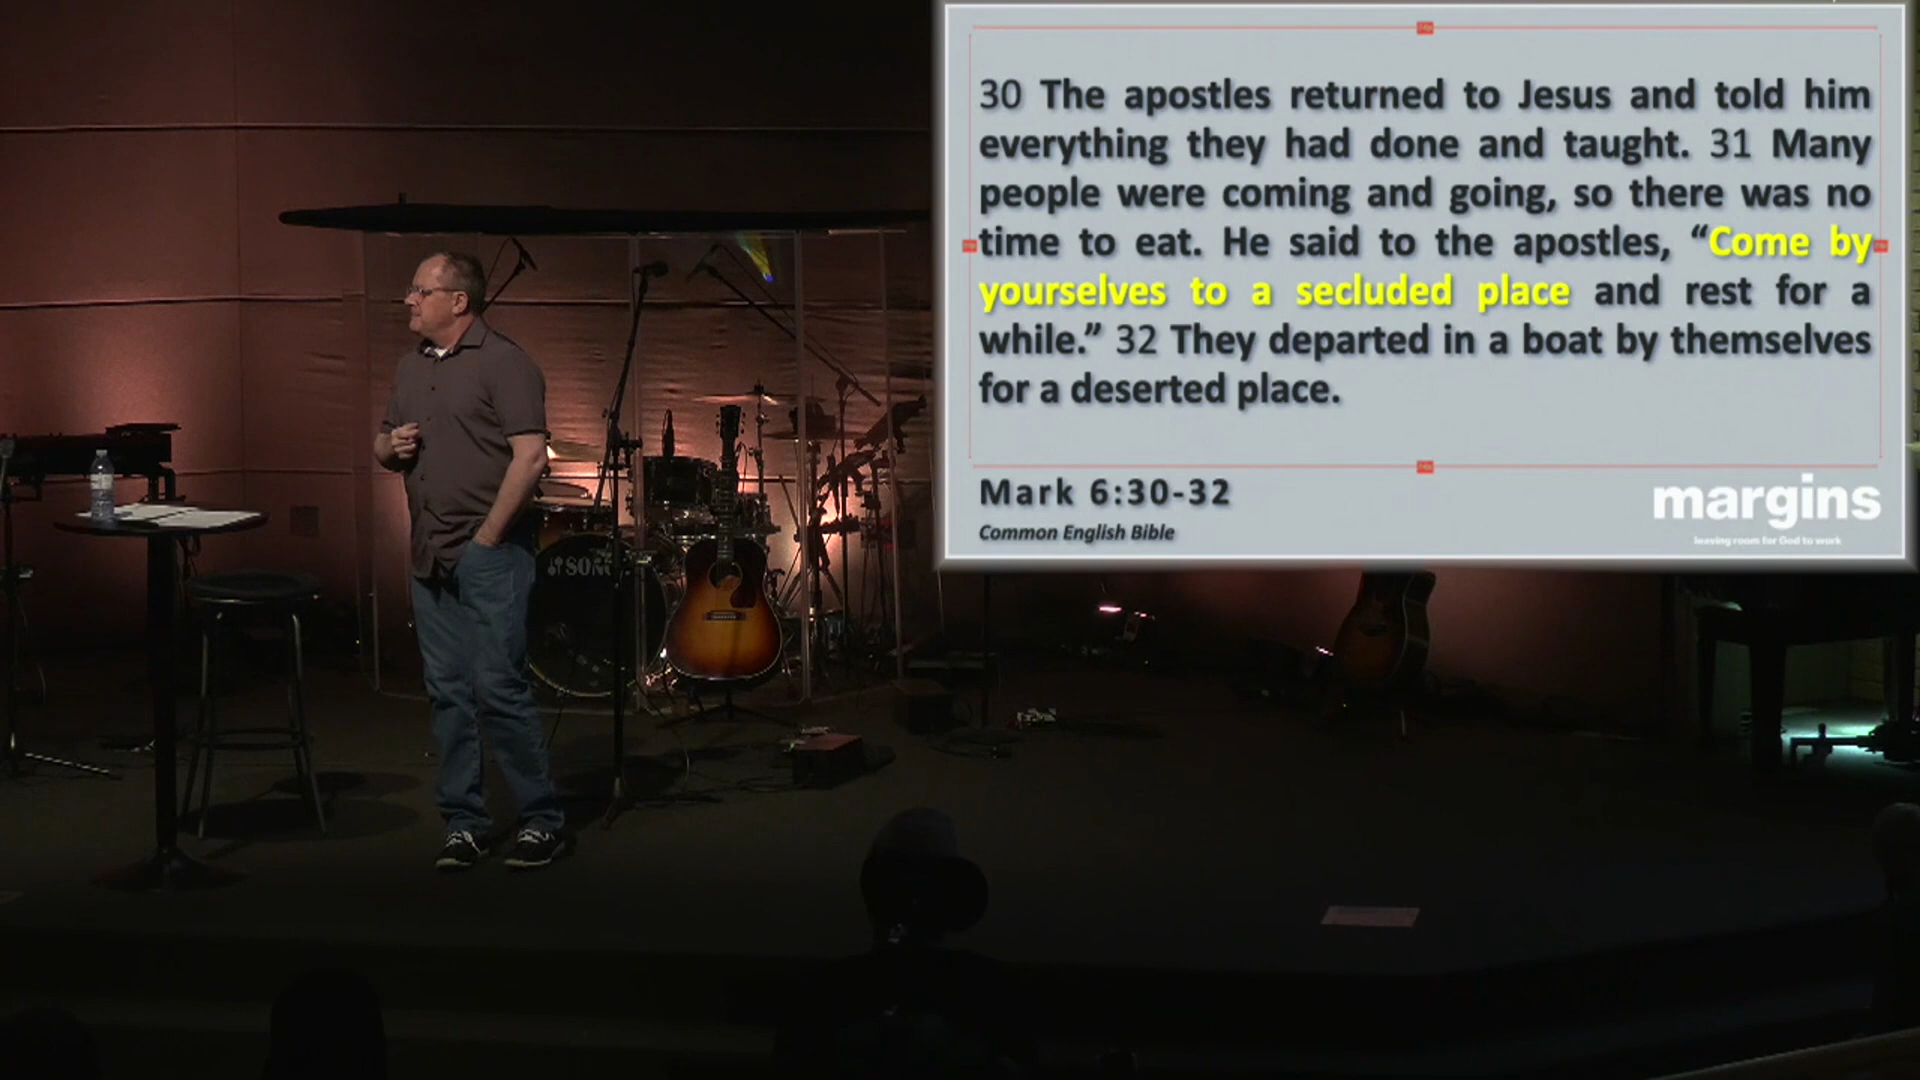 30 The apostles returned to Jesus and told him
everything they had done and taught. 31 Many
people were coming and going, so there was no
time to eat. He said to the apostles, “Come by
yourselves to a secluded place and rest for a
while.” 32 They departed in a boat by themselves
for a deserted place.
Mark 6:30-32
Common English Bible
margins
leaving room for God to work